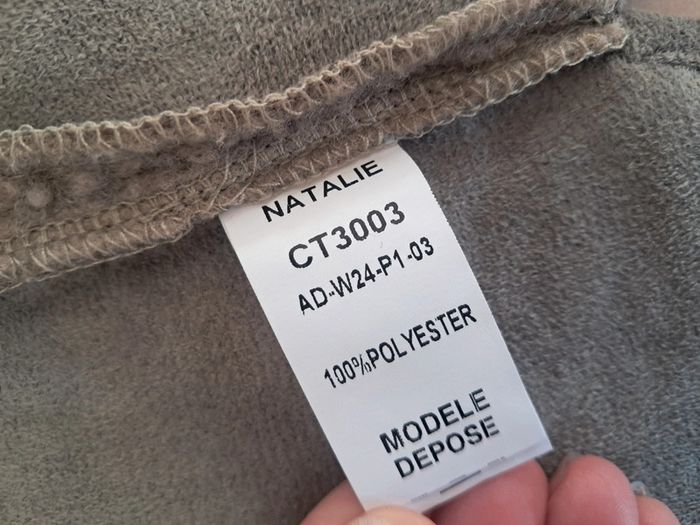 NATALIE
CT3003
AD-W24-P1-03
100%POLYESTER
MODELE
DEPOSE